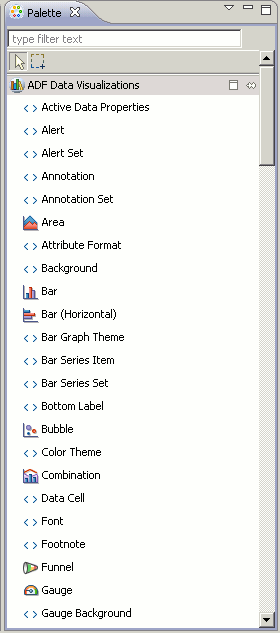 Palette
type filter text
ADF Data Visualizations
Active Data Properties
Alert
Alert Set
Annotation
Annotation Set
Area
Attribute Format
Background
Bar
Bar (Horizontal)
Bar Graph Theme
Bar Series Item
Bar Series Set
Bottom Label
Bubble
Color Theme
Combination
Data Cell
Font
Footnote
Funnel
Gauge
Gauge Background